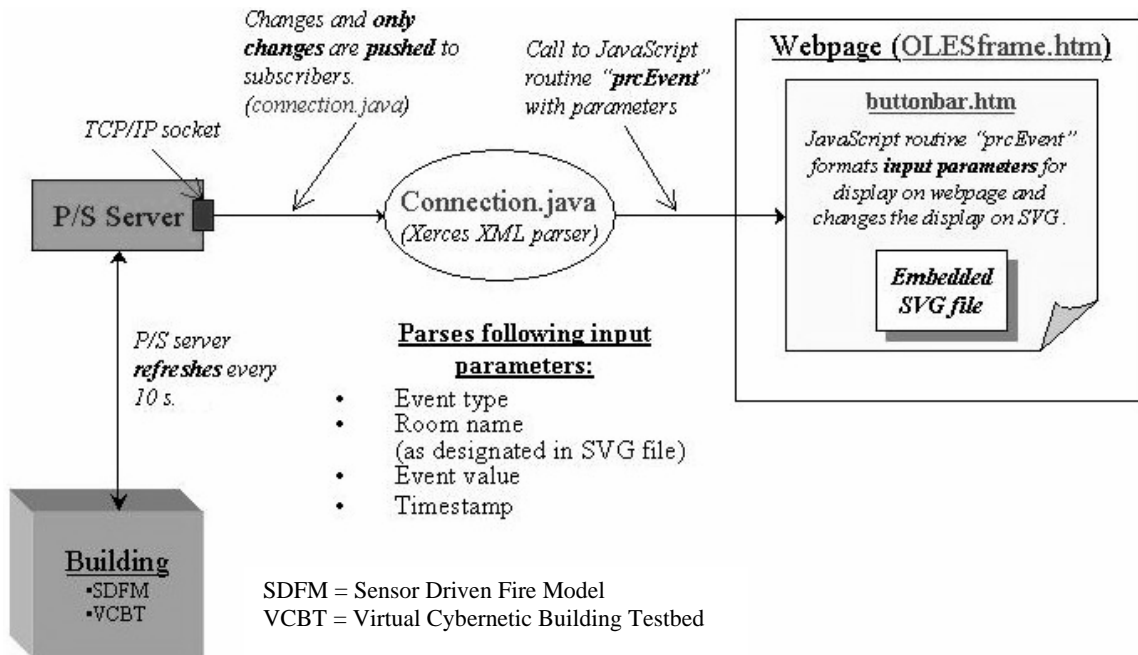 Changes and only
changes are pushed to
subscribers.
(connection.java)
Call to JavaScript
routine “prcEvent”
with parameters
Webpage (OLESframe.htm)
buttonbar.htm
JavaScript routine “prcEvent”
formats input parameters for
display on webpage and
changes the display on SVG.
Embedded
SVG file
TCP/IP socket
P/S Server
Connection.java
(Xerces XML parser)
P/S server
refreshes every
10 s.
Parses following input
parameters:
• Event type
• Room name
(as designated in SVG file)
• Event value
• Timestamp
Building
▪SDFM
▪VCBT
SDFM = Sensor Driven Fire Model
VCBT = Virtual Cybernetic Building Testbed